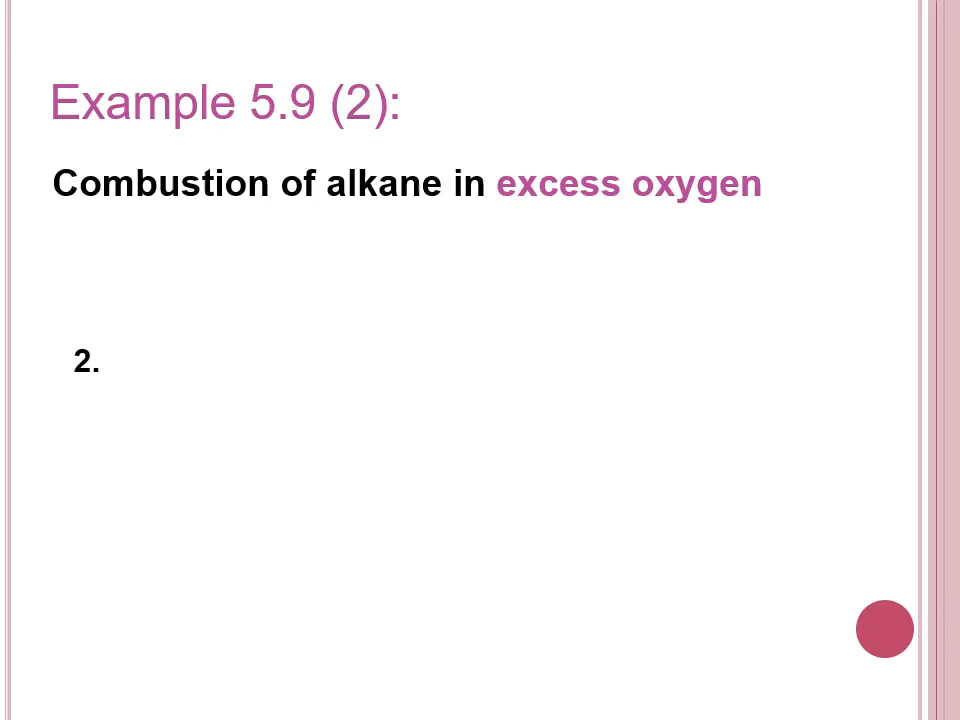 Example 5.9 (2):
Combustion of alkane in excess oxygen
2.